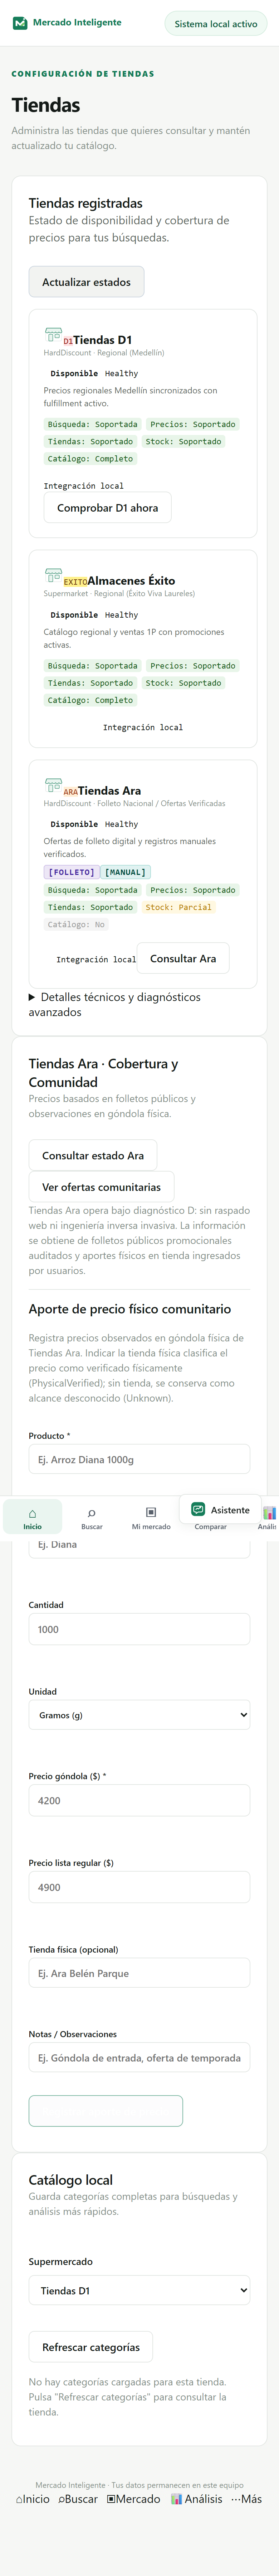 Mercado Inteligente
Sistema local activo
CONFIGURACIÓN DE TIENDAS
Tiendas
Administra las tiendas que quieres consultar y mantén
actualizado tu catálogo.
Tiendas registradas
Estado de disponibilidad y cobertura de
precios para tus búsquedas.
Actualizar estados
D1Tiendas D1
HardDiscount · Regional (Medellín)
Disponible Healthy
Precios regionales Medellín sincronizados con
fulfillment activo.
Búsqueda: Soportada Precios: Soportado
Tiendas: Soportado Stock: Soportado
Catálogo: Completo
Integración local
Comprobar D1 ahora
EXITOAlmacenes Éxito
Supermarket · Regional (Éxito Viva Laureles)
Disponible Healthy
Catálogo regional y ventas 1P con promociones
activas.
Búsqueda: Soportada Precios: Soportado
Tiendas: Soportado Stock: Soportado
Catálogo: Completo
Integración local
ARATiendas Ara
HardDiscount · Folleto Nacional / Ofertas Verificadas
Disponible Healthy
Ofertas de folleto digital y registros manuales
verificados.
[FOLLETO] [MANUAL]
Búsqueda: Soportada Precios: Soportado
Tiendas: Soportado Stock: Parcial
Catálogo: No
Integración local Consultar Ara
▶ Detalles técnicos y diagnósticos
avanzados
Tiendas Ara · Cobertura y
Comunidad
Precios basados en folletos públicos y
observaciones en góndola física.
Consultar estado Ara
Ver ofertas comunitarias
Tiendas Ara opera bajo diagnóstico D: sin raspado
web ni ingeniería inversa invasiva. La información
se obtiene de folletos públicos promocionales
auditados y aportes físicos en tienda ingresados
por usuarios.
Aporte de precio físico comunitario
Registra precios observados en góndola física de
Tiendas Ara. Indicar la tienda física clasifica el
precio como verificado físicamente
(PhysicalVerified); sin tienda, se conserva como
alcance desconocido (Unknown).
Producto *
Ej. Arroz Diana 1000g
Asistente
Inicio Buscar Mi mercado Comparar Análi
Ej. Diana
Cantidad
1000
Unidad
Gramos (g)
Precio góndola ($) *
4200
Precio lista regular ($)
4900
Tienda física (opcional)
Ej. Ara Belén Parque
Notas / Observaciones
Ej. Góndola de entrada, oferta de temporada
Catálogo local
Guarda categorías completas para búsquedas y
análisis más rápidos.
Supermercado
Tiendas D1
Refrescar categorías
No hay categorías cargadas para esta tienda.
Pulsa "Refrescar categorías" para consultar la
tienda.
Mercado Inteligente · Tus datos permanecen en este equipo
⌂Inicio ⌕Buscar ▣Mercado 📊 Análisis ⋯Más